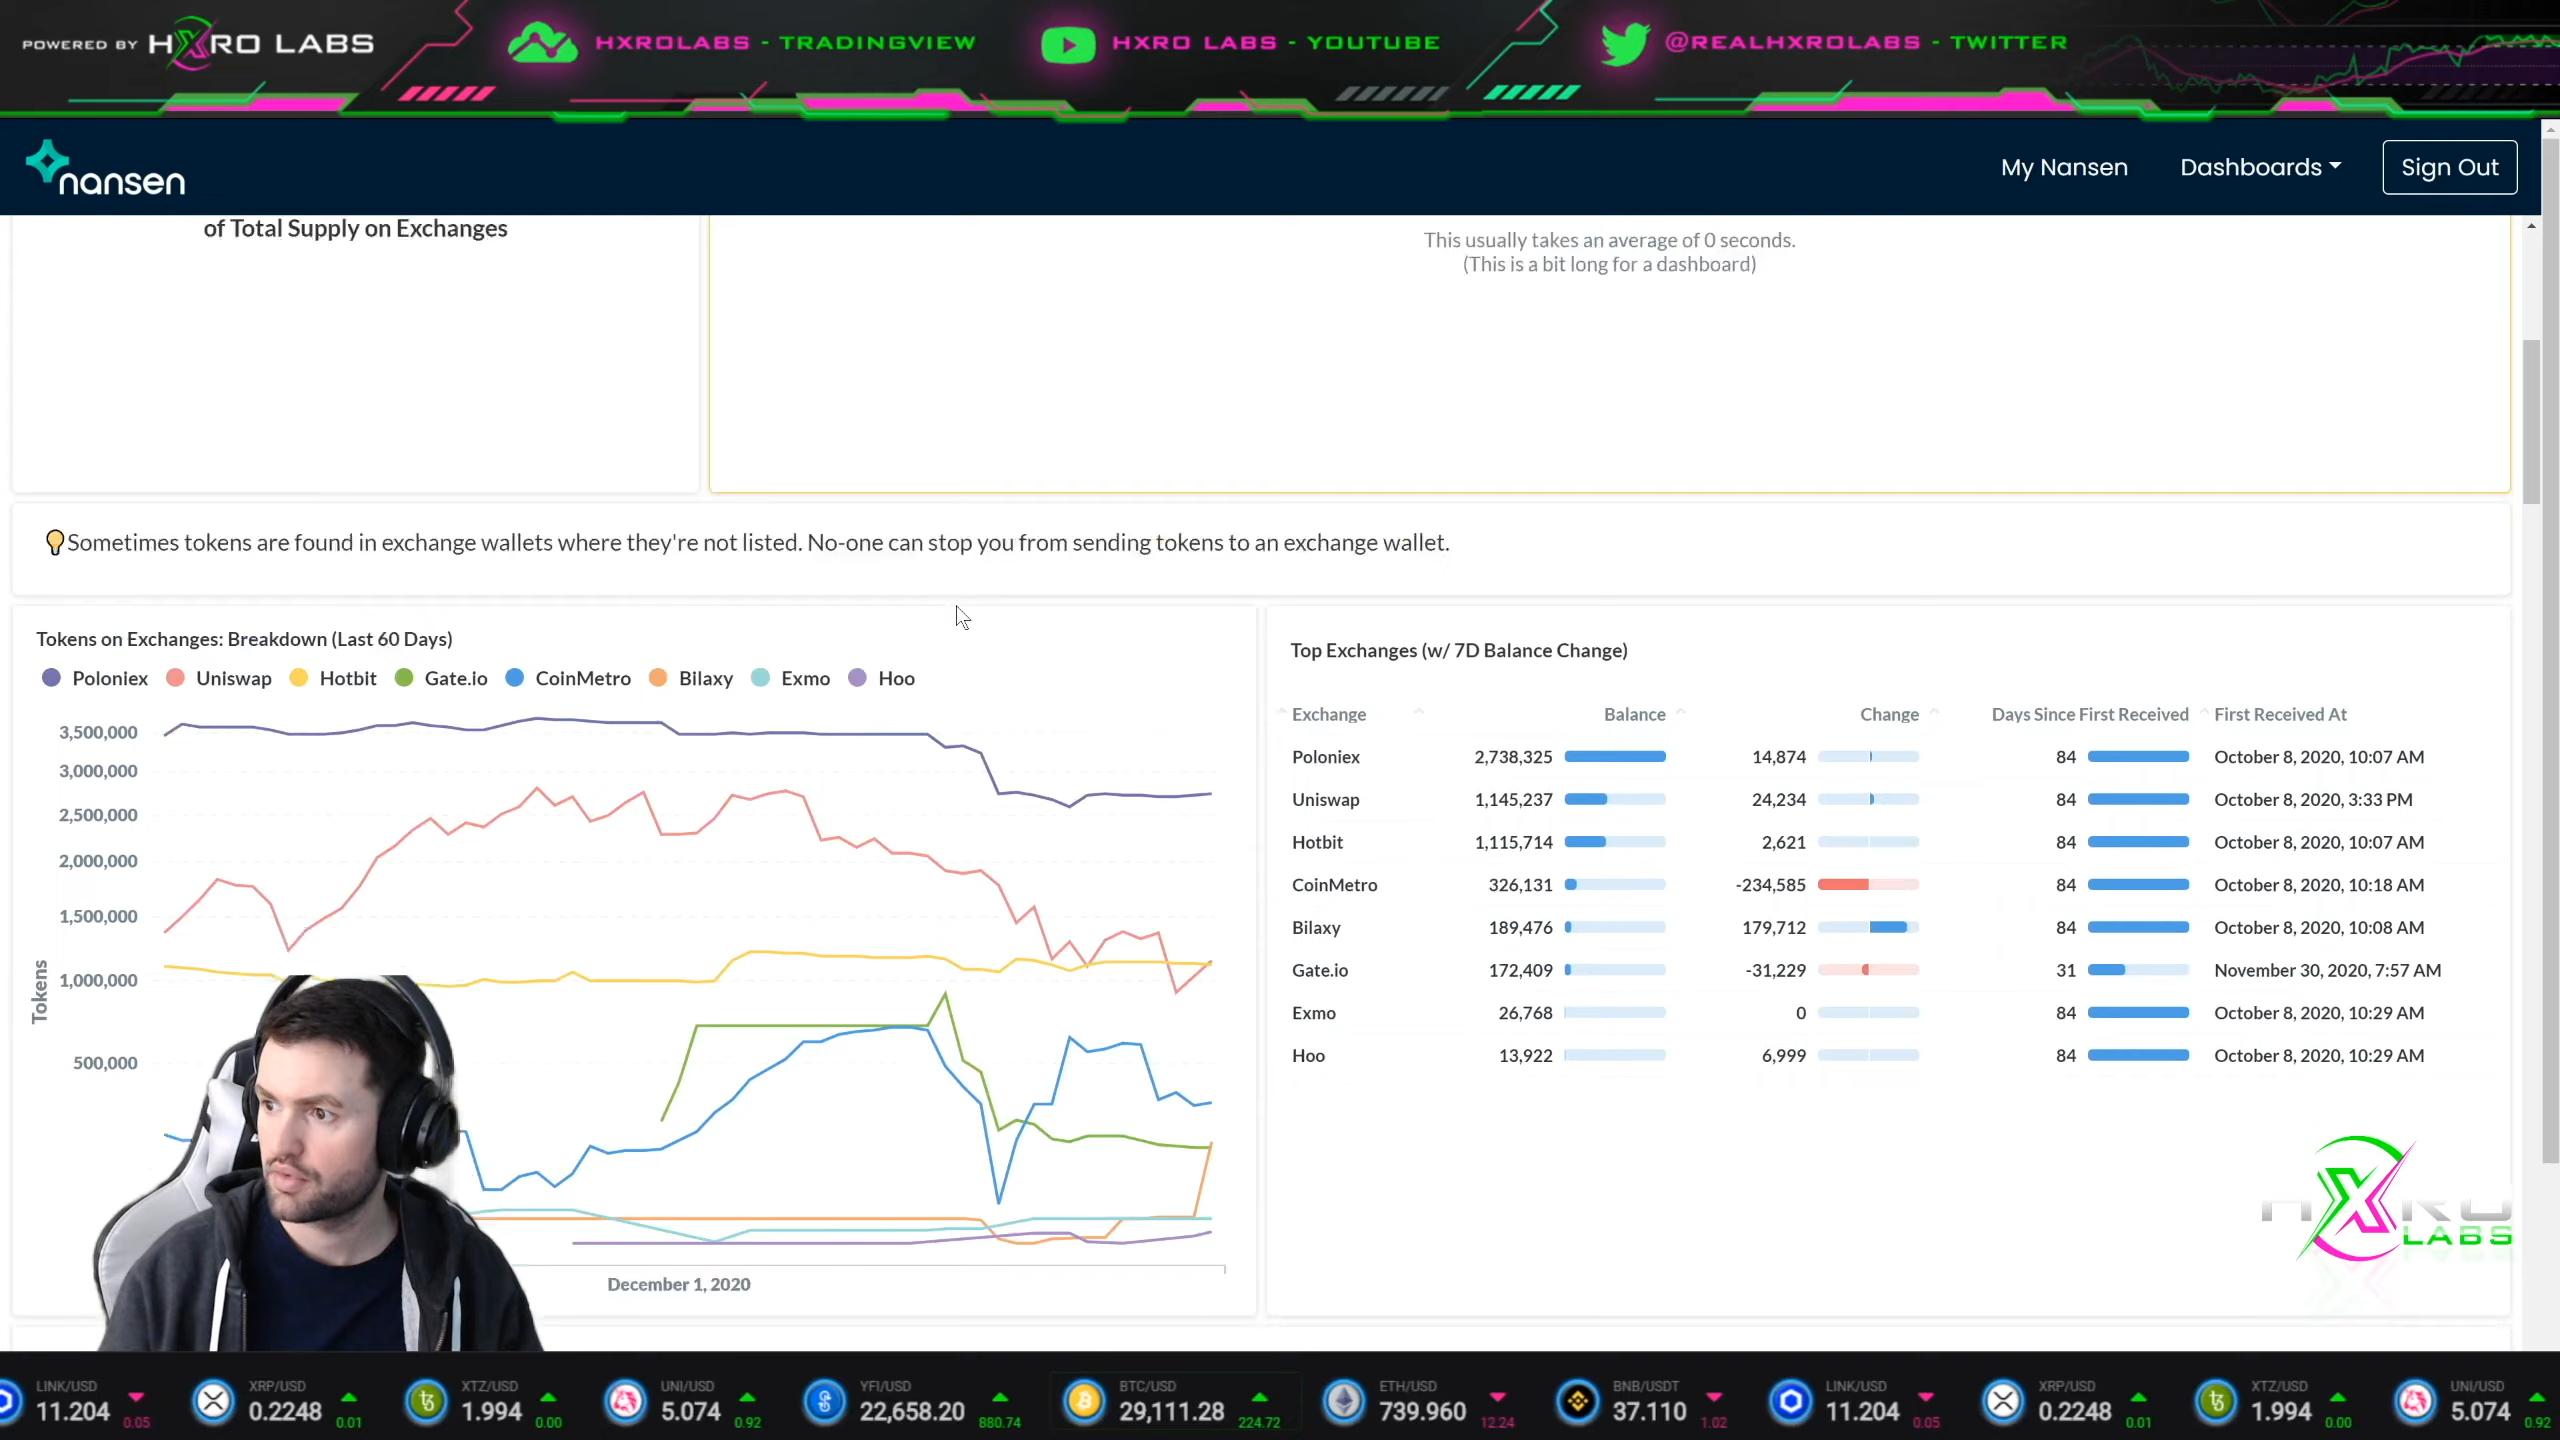 POWERED BY HXRO LABS
HXROLABS - TRADINGVIEW
HXRO LABS - YOUTUBE
@REALHXROLABS - TWITTER
nansen
My Nansen
Dashboards
Sign Out
of Total Supply on Exchanges
This usually takes an average of 0 seconds.
(This is a bit long for a dashboard)
Sometimes tokens are found in exchange wallets where they're not listed. No-one can stop you from sending tokens to an exchange wallet.
Tokens on Exchanges: Breakdown (Last 60 Days)
Poloniex Uniswap Hotbit Gate.io CoinMetro Bilaxy Exmo Hoo
3,500,000
3,000,000
2,500,000
2,000,000
1,500,000
1,000,000
500,000
Tokens
December 1, 2020
Top Exchanges (w/ 7D Balance Change)
Exchange Balance Change Days Since First Received First Received At
Poloniex 2,738,325 14,874 84 October 8, 2020, 10:07 AM
Uniswap 1,145,237 24,234 84 October 8, 2020, 3:33 PM
Hotbit 1,115,714 2,621 84 October 8, 2020, 10:07 AM
CoinMetro 326,131 -234,585 84 October 8, 2020, 10:18 AM
Bilaxy 189,476 179,712 84 October 8, 2020, 10:08 AM
Gate.io 172,409 -31,229 31 November 30, 2020, 7:57 AM
Exmo 26,768 0 84 October 8, 2020, 10:29 AM
Hoo 13,922 6,999 84 October 8, 2020, 10:29 AM
HXRO
LABS
LINK/USD
11.204 0.05
XRP/USD
0.2248 0.01
XTZ/USD
1.994 0.00
UNI/USD
5.074 0.92
YFI/USD
22,658.20 880.74
BTC/USD
29,111.28 224.72
ETH/USD
739.960 12.24
BNB/USDT
37.110 1.02
LINK/USD
11.204 0.05
XRP/USD
0.2248 0.01
XTZ/USD
1.994 0.00
UNI/USD
5.074 0.92